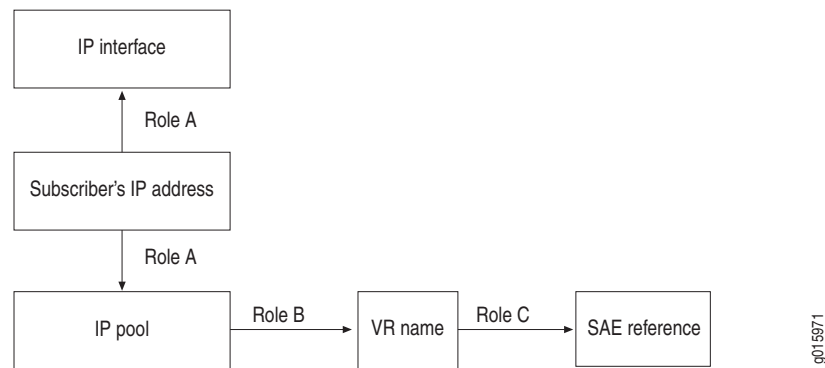 IP interface
Role A
Subscriber's IP address
Role A
IP pool
Role B
VR name
Role C
SAE reference
g015971